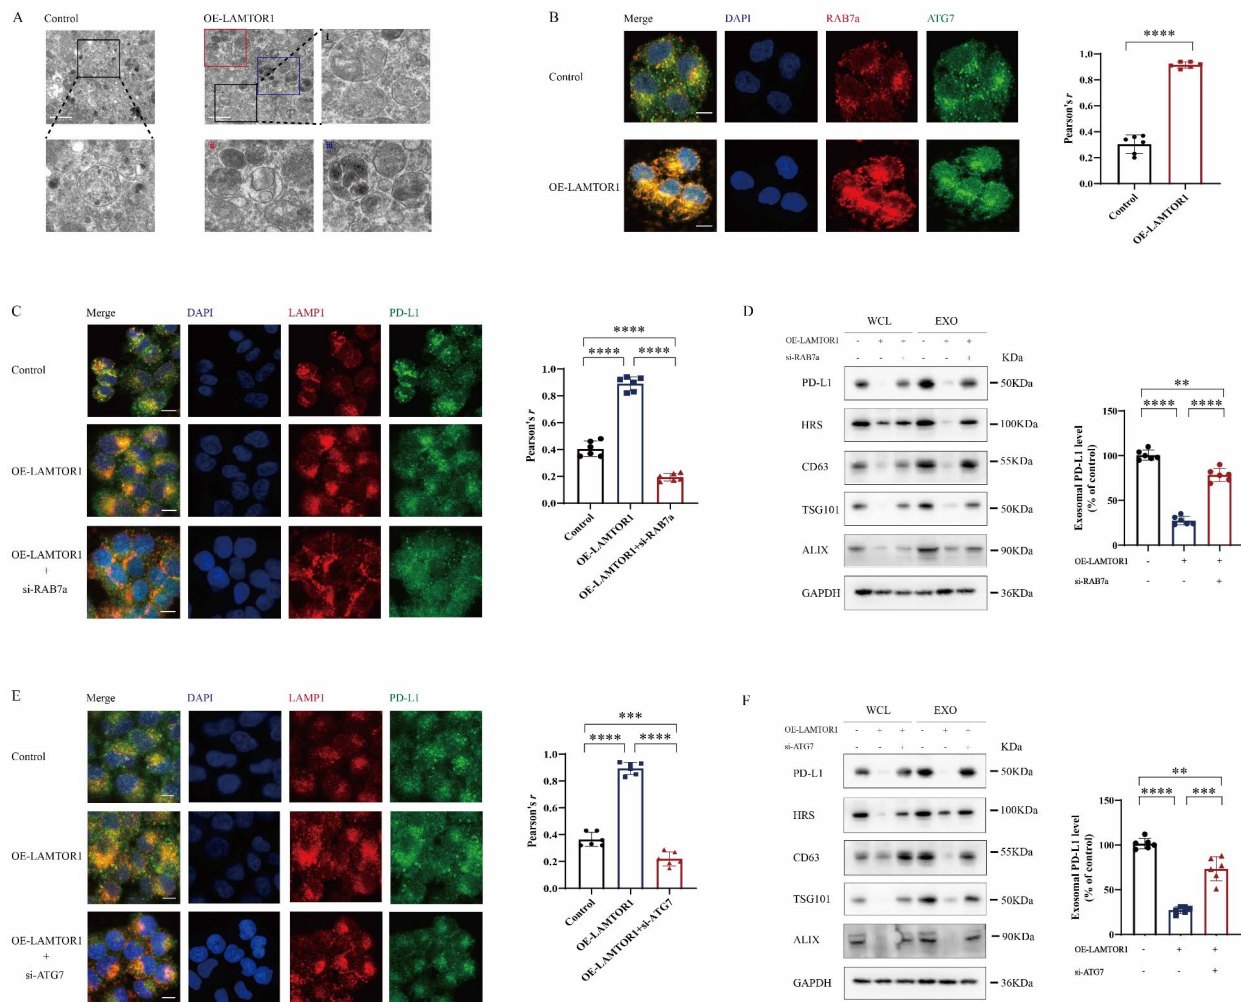 A
Control
OE-LAMTOR1
i
ii
iii
B
Merge
DAPI
RAB7a
ATG7
Control
OE-LAMTOR1
****
Pearson's r
1.0
0.8
0.6
0.4
0.2
0.0
Control
OE-LAMTOR1
C
Merge
DAPI
LAMP1
PD-L1
Control
OE-LAMTOR1
OE-LAMTOR1
+
si-RAB7a
****
**** ****
Pearson's r
1.0
0.8
0.6
0.4
0.2
0.0
Control
OE-LAMTOR1
OE-LAMTOR1+si-RAB7a
D
WCL EXO
OE-LAMTOR1 - + + - + +
si-RAB7a - - + - - + KDa
PD-L1 50KDa
HRS 100KDa
CD63 55KDa
TSG101 50KDa
ALIX 90KDa
GAPDH 36KDa
**
**** ****
Exosomal PD-L1 level
(% of control)
150
100
50
0
OE-LAMTOR1 - + +
si-RAB7a - - +
E
Merge
DAPI
LAMP1
PD-L1
Control
OE-LAMTOR1
OE-LAMTOR1
+
si-ATG7
***
**** ****
Pearson's r
1.0
0.8
0.6
0.4
0.2
0.0
Control
OE-LAMTOR1
OE-LAMTOR1+si-ATG7
F
WCL EXO
OE-LAMTOR1 - + + - + +
si-ATG7 - - + - - + KDa
PD-L1 50KDa
HRS 100KDa
CD63 55KDa
TSG101 50KDa
ALIX 90KDa
GAPDH 36KDa
**
**** ***
Exosomal PD-L1 level
(% of control)
150
100
50
0
OE-LAMTOR1 - + +
si-ATG7 - - +